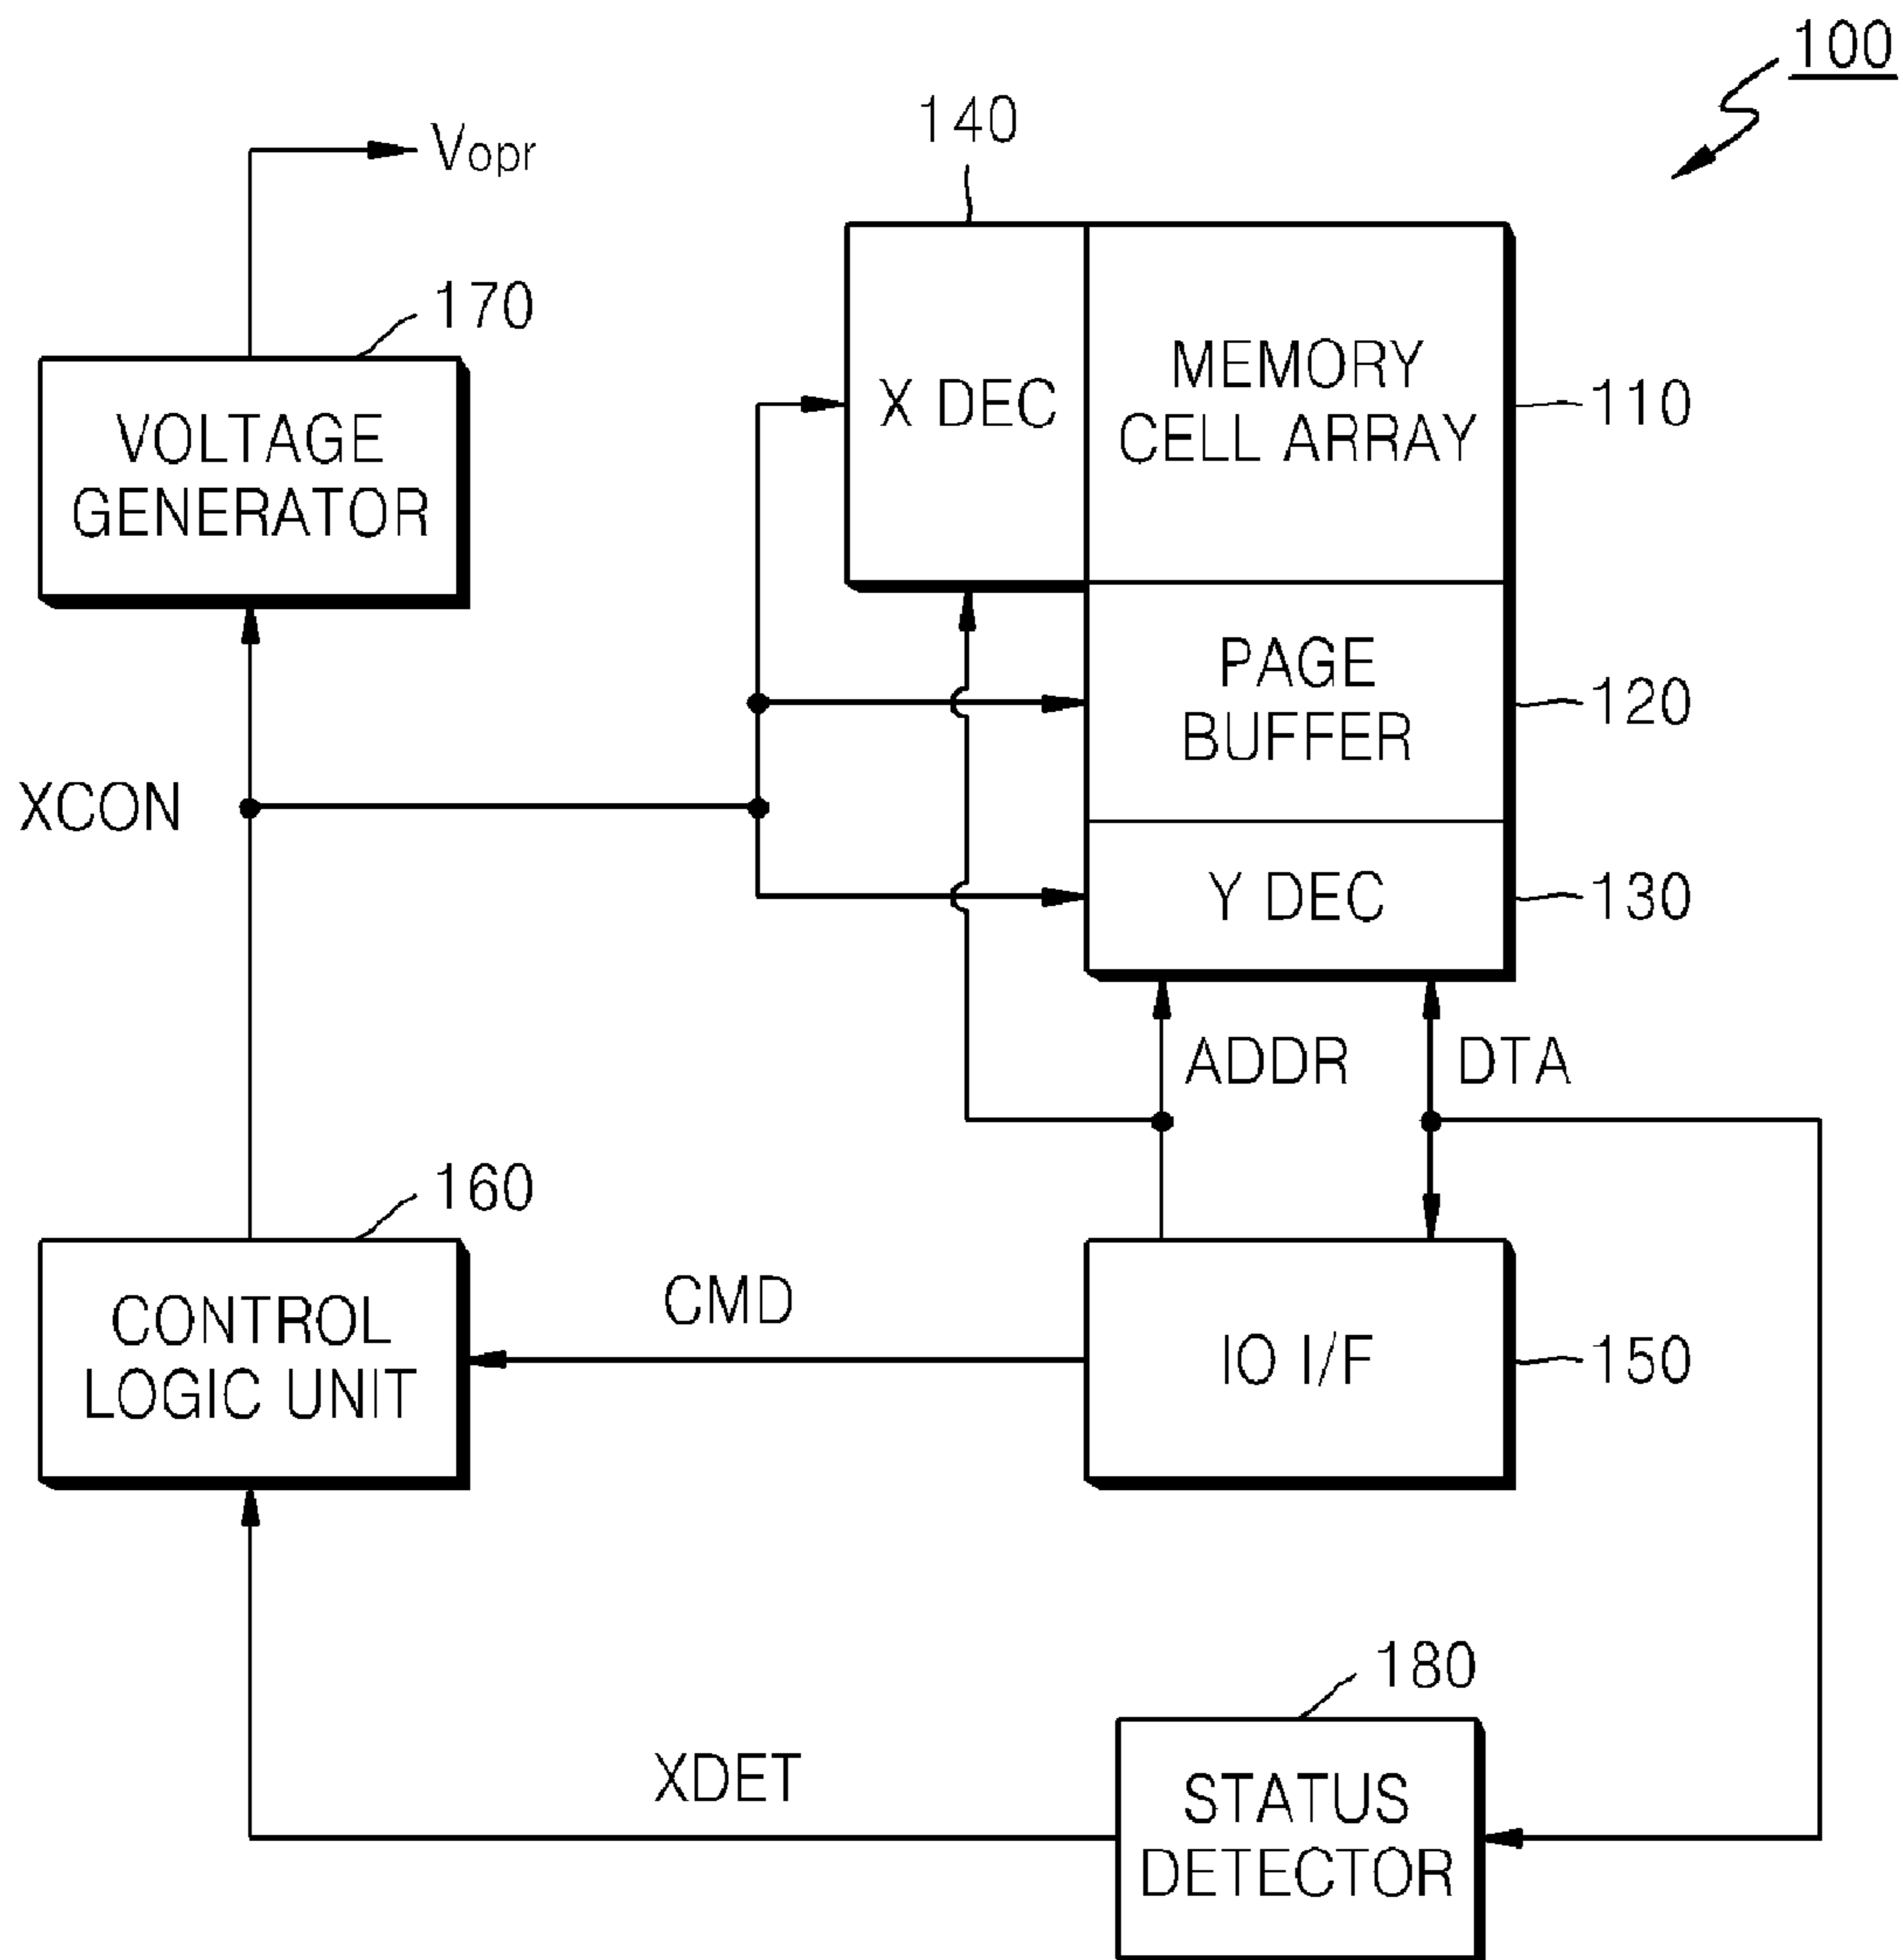 100
140
Vopr
170
X DEC
MEMORY
CELL ARRAY
110
VOLTAGE
GENERATOR
PAGE
BUFFER
120
XCON
Y DEC
130
ADDR
DTA
160
CONTROL
LOGIC UNIT
CMD
IO I/F
150
180
XDET
STATUS
DETECTOR